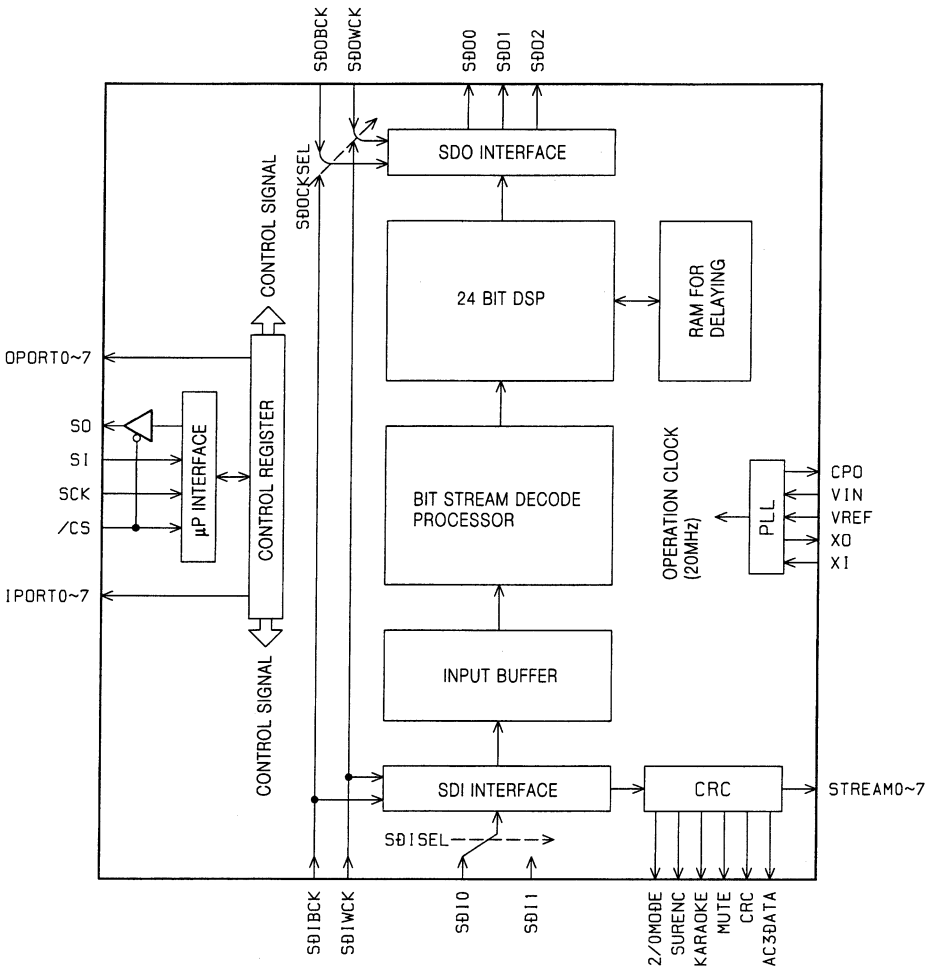 SDOBCK
SDOWCK
SDO0
SDO1
SDO2
SDOCKSEL
SDO INTERFACE
CONTROL SIGNAL
24 BIT DSP
RAM FOR
DELAYING
OPORT0~7
SO
SI
SCK
/CS
IPORT0~7
µP INTERFACE
CONTROL REGISTER
BIT STREAM DECODE
PROCESSOR
OPERATION CLOCK
(20MHz)
PLL
CPO
VIN
VREF
XO
XI
CONTROL SIGNAL
INPUT BUFFER
SDI INTERFACE
CRC
STREAM0~7
SDISEL
SDIBCK
SDIWCK
SDI0
SDI1
2/0MODE
SURENC
KARAOKE
MUTE
CRC
AC3DATA